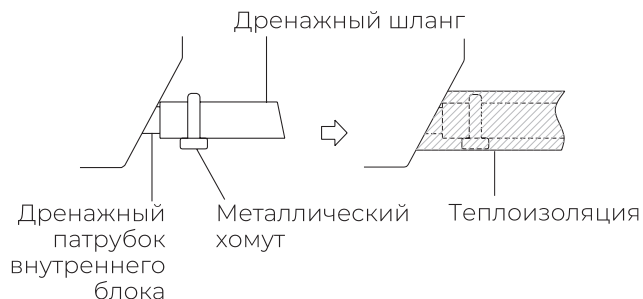 Дренажный шланг
Дренажный
патрубок
внутреннего
блока
Металлический
хомут
Теплоизоляция